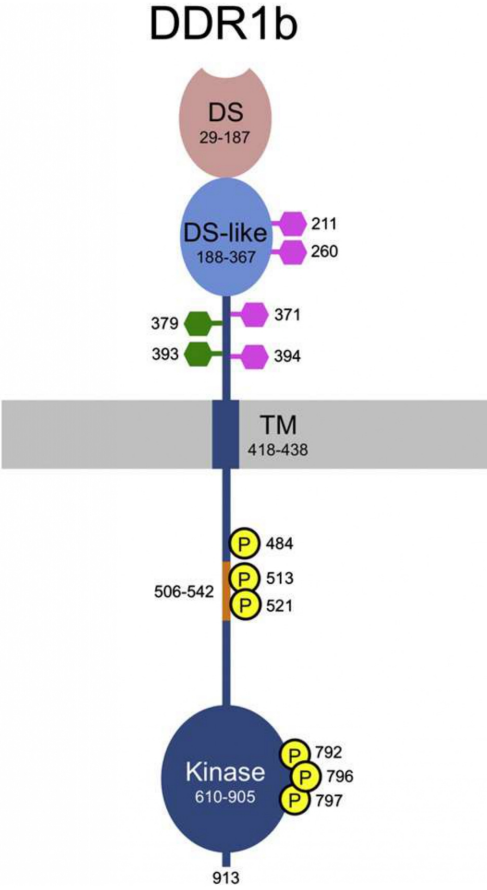 DDR1b
DS
29-187
DS-like
188-367
211
260
379
371
393
394
TM
418-438
P 484
506-542
P 513
P 521
Kinase
610-905
P 792
P 796
P 797
913